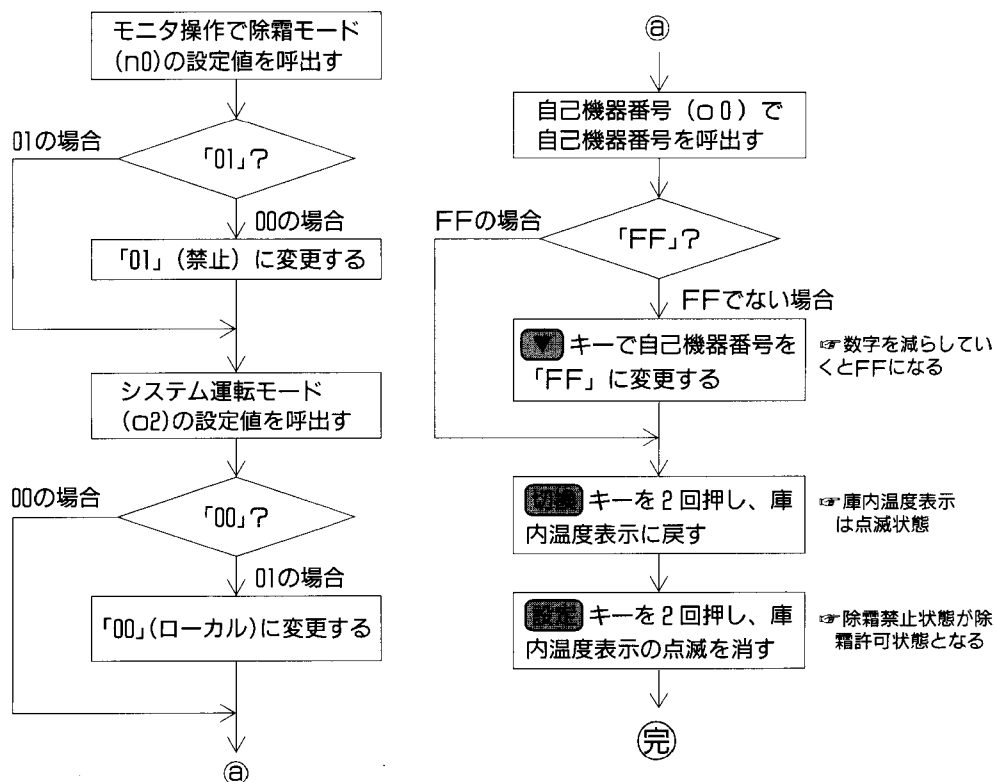 モニタ操作で除霜モード
(n0)の設定値を呼出す
01の場合
「01」?
00の場合
「01」(禁止)に変更する
システム運転モード
(o2)の設定値を呼出す
00の場合
「00」?
01の場合
「00」(ローカル)に変更する
ⓐ
ⓐ
自己機器番号(o0)で
自己機器番号を呼出す
FFの場合
「FF」?
FFでない場合
▼キーで自己機器番号を
「FF」に変更する
☞数字を減らしてい
くとFFになる
切換キーを2回押し、庫
内温度表示に戻す
☞庫内温度表示
は点滅状態
設定キーを2回押し、庫
内温度表示の点滅を消す
☞除霜禁止状態が除
霜許可状態となる
完